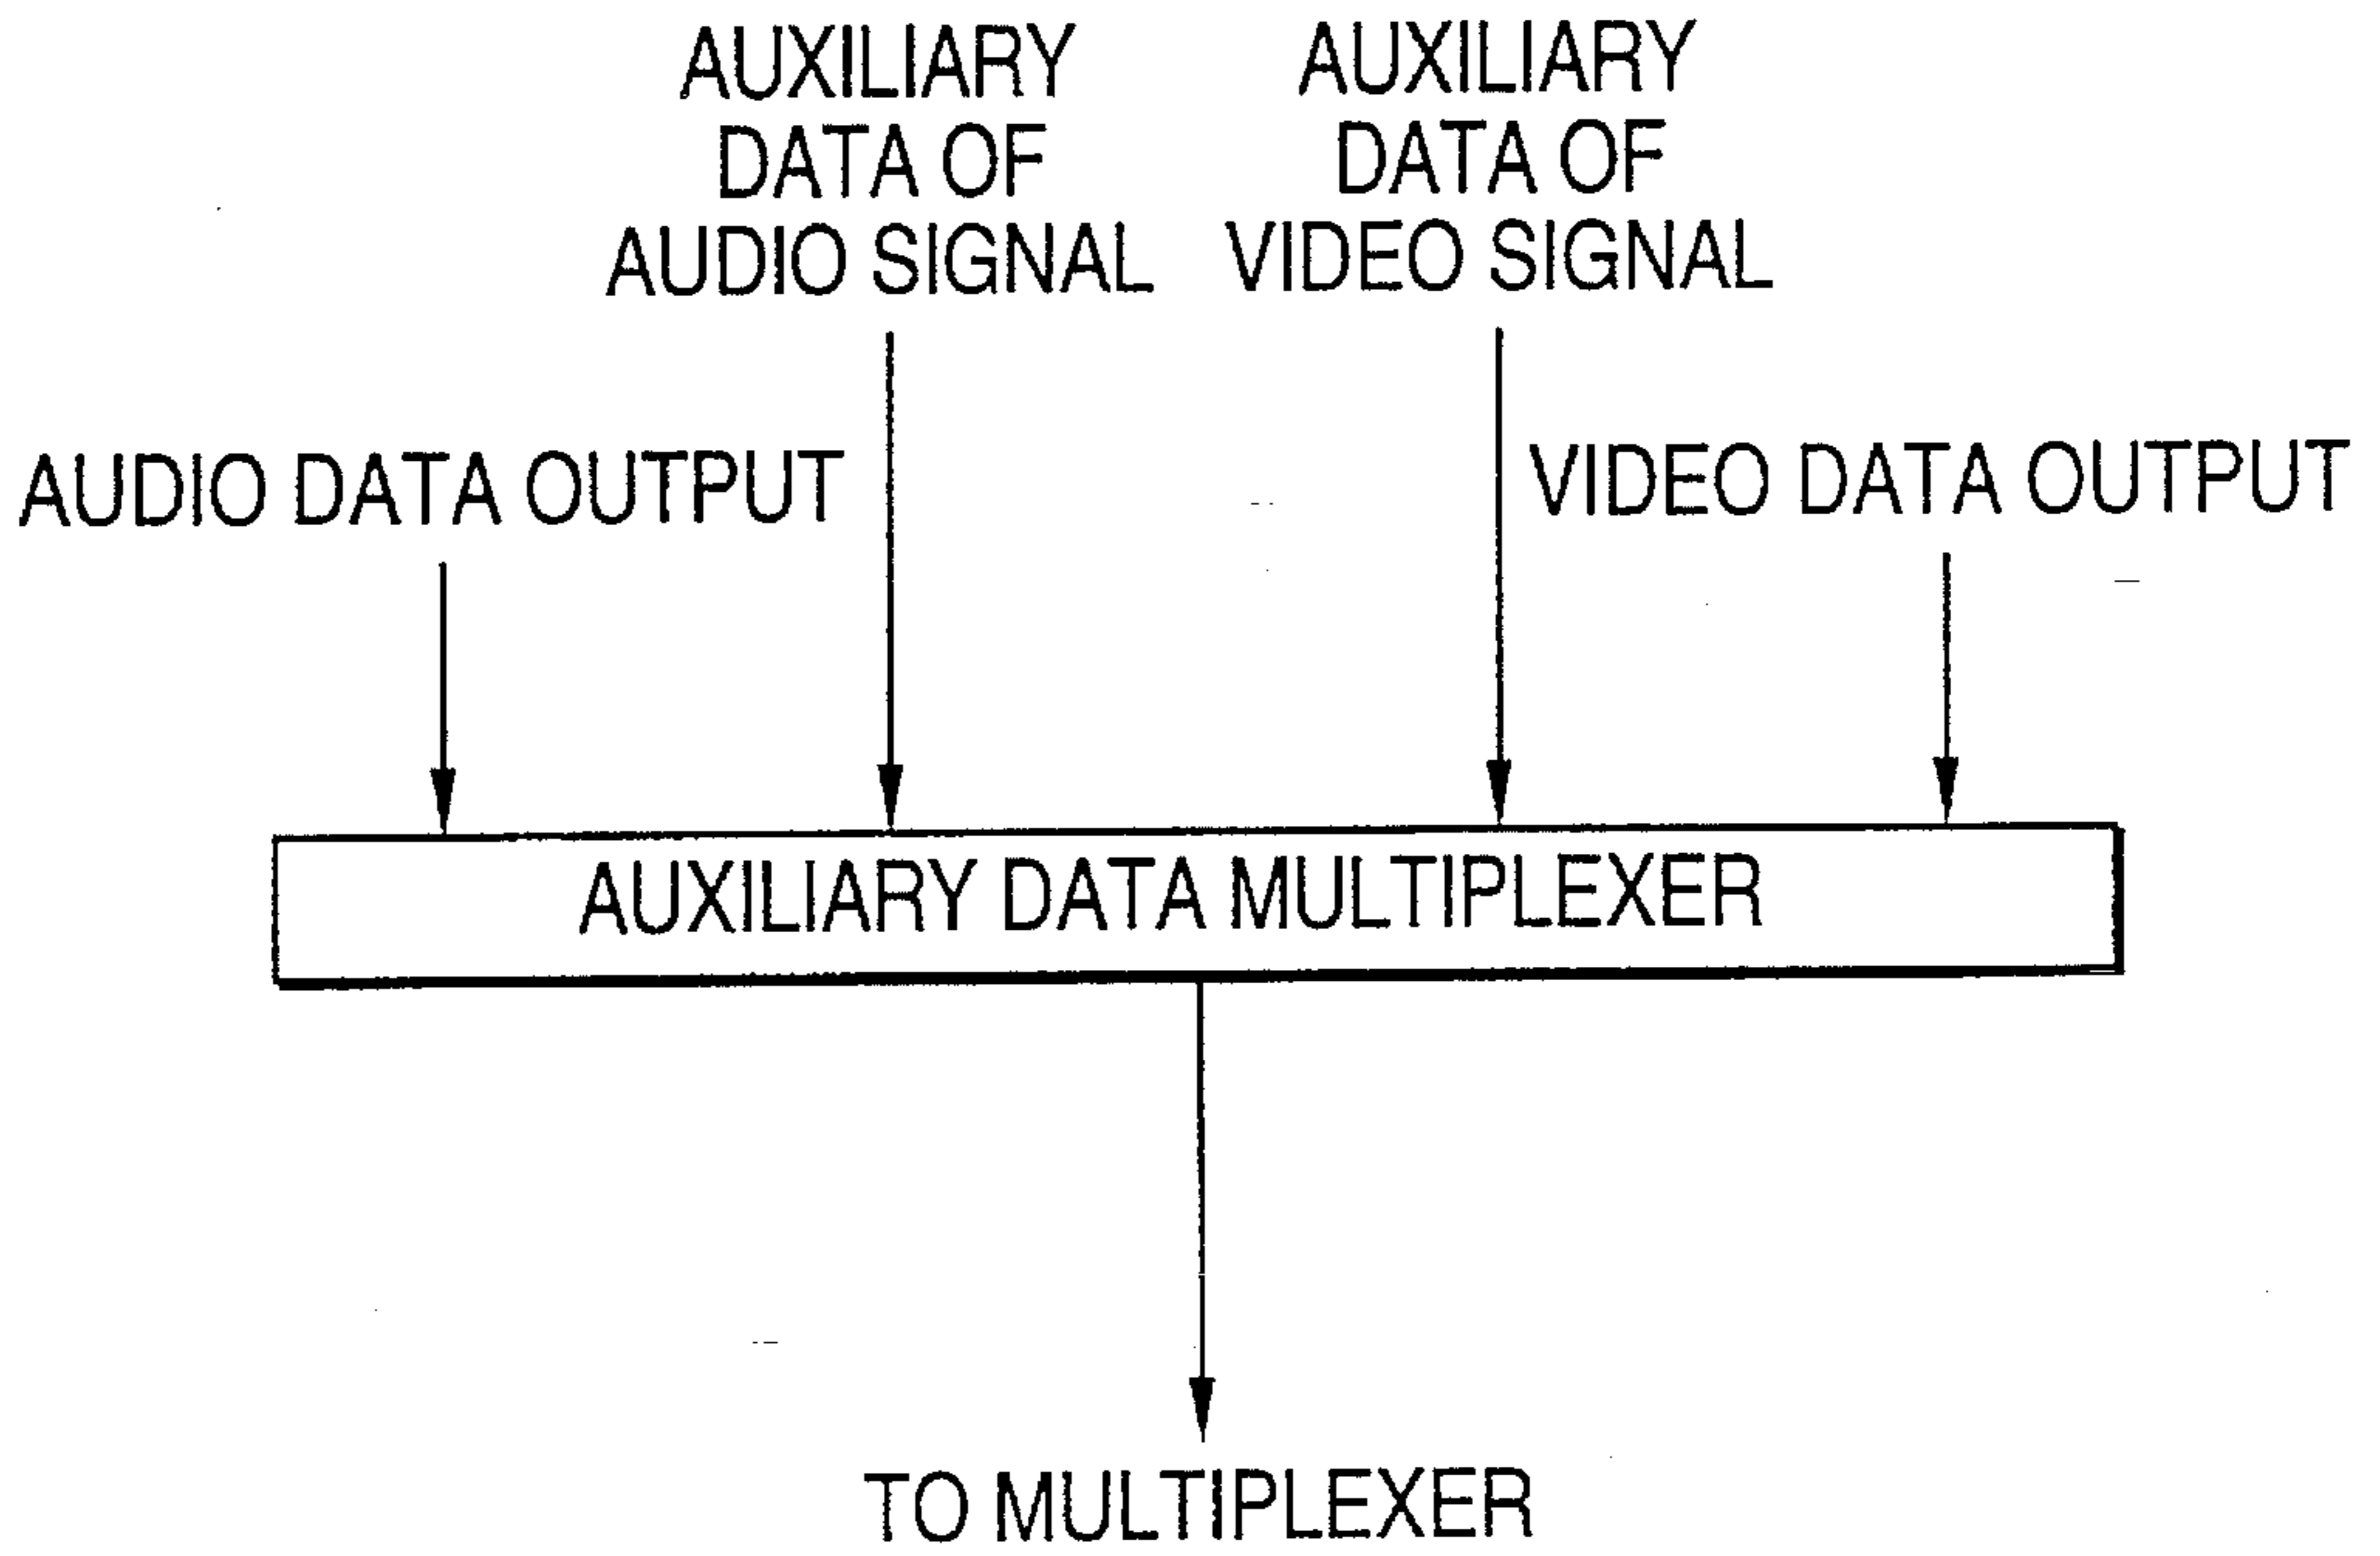 AUXILIARY
DATA OF
AUDIO SIGNAL
AUXILIARY
DATA OF
VIDEO SIGNAL
AUDIO DATA OUTPUT
VIDEO DATA OUTPUT
AUXILIARY DATA MULTIPLEXER
TO MULTIPLEXER